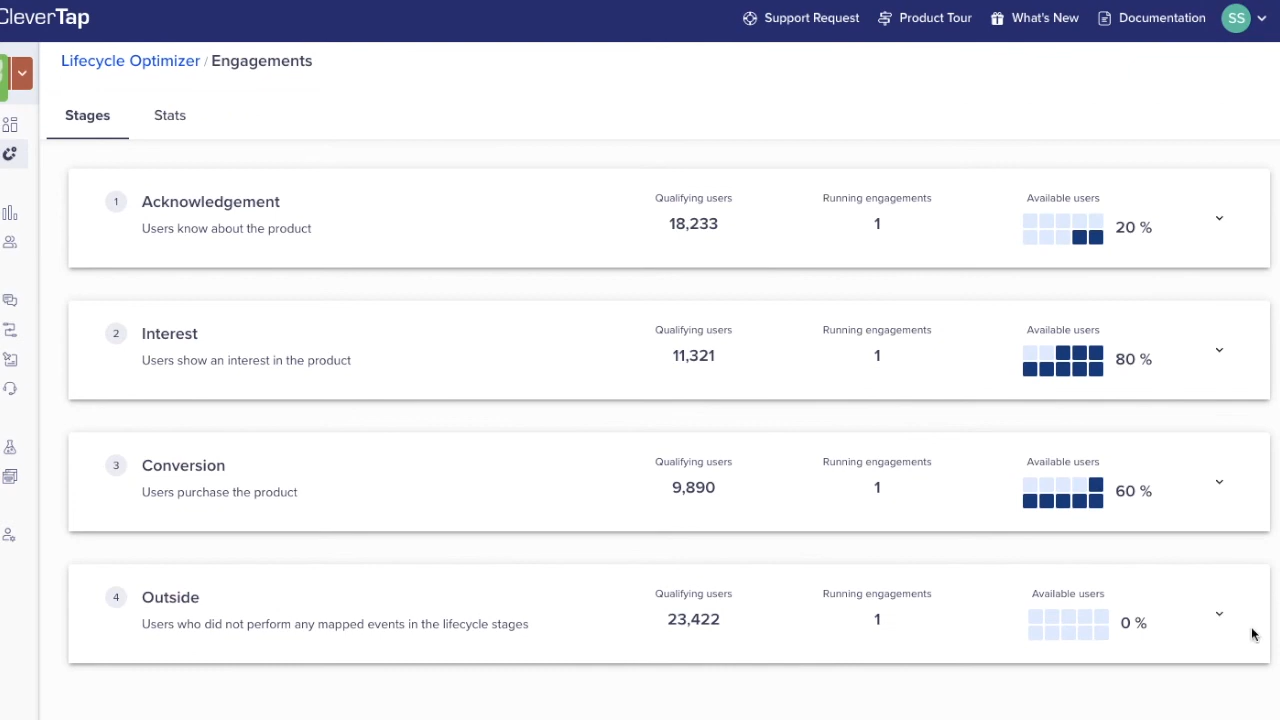 CleverTap
Support Request
Product Tour
What's New
Documentation
SS
Lifecycle Optimizer / Engagements
Stages
Stats
1
Acknowledgement
Users know about the product
Qualifying users
18,233
Running engagements
1
Available users
20 %
2
Interest
Users show an interest in the product
Qualifying users
11,321
Running engagements
1
Available users
80 %
3
Conversion
Users purchase the product
Qualifying users
9,890
Running engagements
1
Available users
60 %
4
Outside
Users who did not perform any mapped events in the lifecycle stages
Qualifying users
23,422
Running engagements
1
Available users
0 %